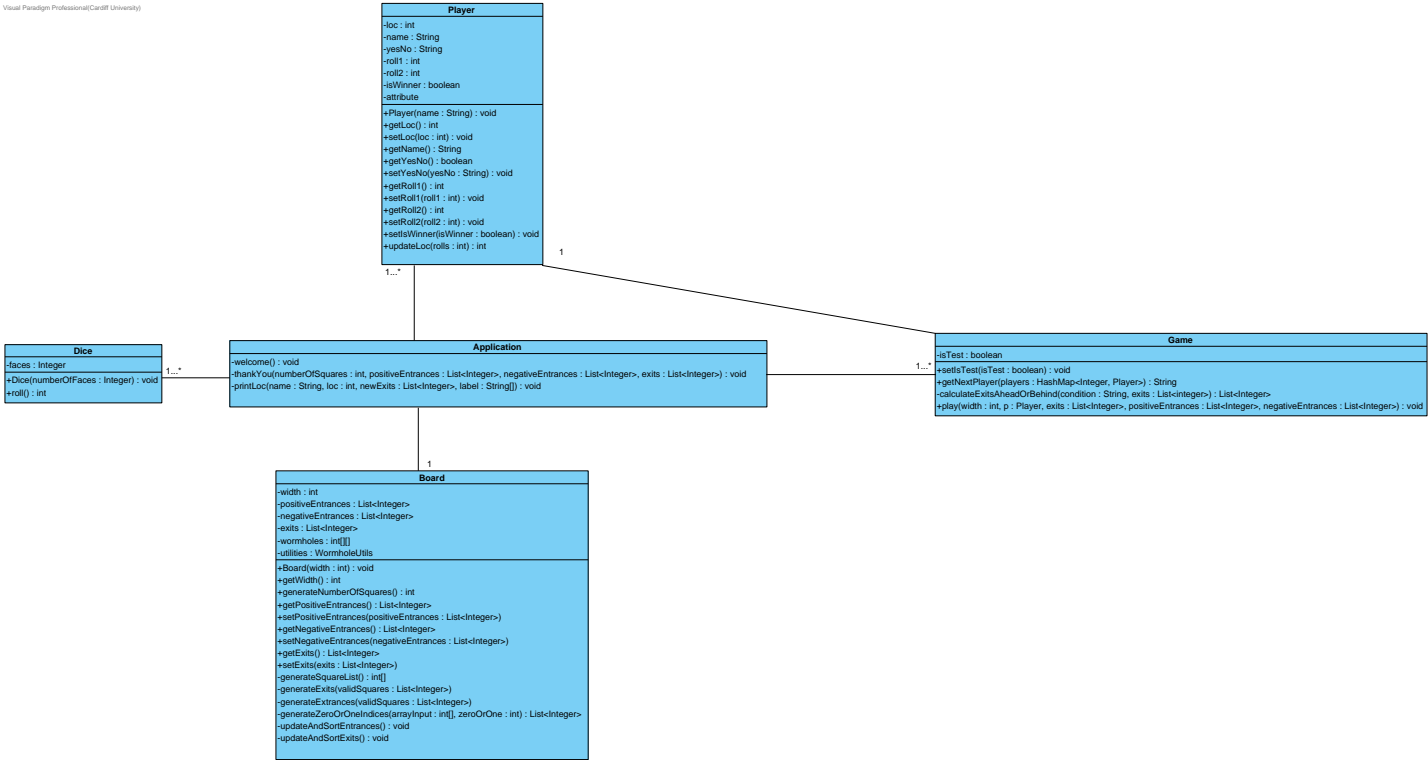 Visual Paradigm Professional(Cardiff University)
Player
-loc : int
-name : String
-yesNo : String
-roll1 : int
-roll2 : int
-isWinner : boolean
-attribute
+Player(name : String) : void
+getLoc() : int
+setLoc(loc : int) : void
+getName() : String
+getYesNo() : boolean
+setYesNo(yesNo : String) : void
+getRoll1() : int
+setRoll1(roll1 : int) : void
+getRoll2() : int
+setRoll2(roll2 : int) : void
+setIsWinner(isWinner : boolean) : void
+updateLoc(rolls : int) : int
1
1...*
Dice
-faces : Integer
+Dice(numberOfFaces : Integer) : void
+roll() : int
1...*
Application
-welcome() : void
-thankYou(numberOfSquares : int, positiveEntrances : List<Integer>, negativeEntrances : List<Integer>, exits : List<Integer>) : void
-printLoc(name : String, loc : int, newExits : List<Integer>, label : String[]) : void
1...*
Game
-isTest : boolean
+setIsTest(isTest : boolean) : void
+getNextPlayer(players : HashMap<Integer, Player>) : String
-calculateExitsAheadOrBehind(condition : String, exits : List<integer>) : List<Integer>
+play(width : int, p : Player, exits : List<Integer>, positiveEntrances : List<Integer>, negativeEntrances : List<Integer>) : void
1
Board
-width : int
-positiveEntrances : List<Integer>
-negativeEntrances : List<Integer>
-exits : List<Integer>
-wormholes : int[][]
-utilities : WormholeUtils
+Board(width : int) : void
+getWidth() : int
+generateNumberOfSquares() : int
+getPositiveEntrances() : List<Integer>
+setPositiveEntrances(positiveEntrances : List<Integer>)
+getNegativeEntrances() : List<Integer>
+setNegativeEntrances(negativeEntrances : List<Integer>)
+getExits() : List<Integer>
+setExits(exits : List<Integer>)
-generateSquareList() : int[]
-generateExits(validSquares : List<Integer>)
-generateExtrances(validSquares : List<Integer>)
-generateZeroOrOneIndices(arrayInput : int[], zeroOrOne : int) : List<Integer>
-updateAndSortEntrances() : void
-updateAndSortExits() : void